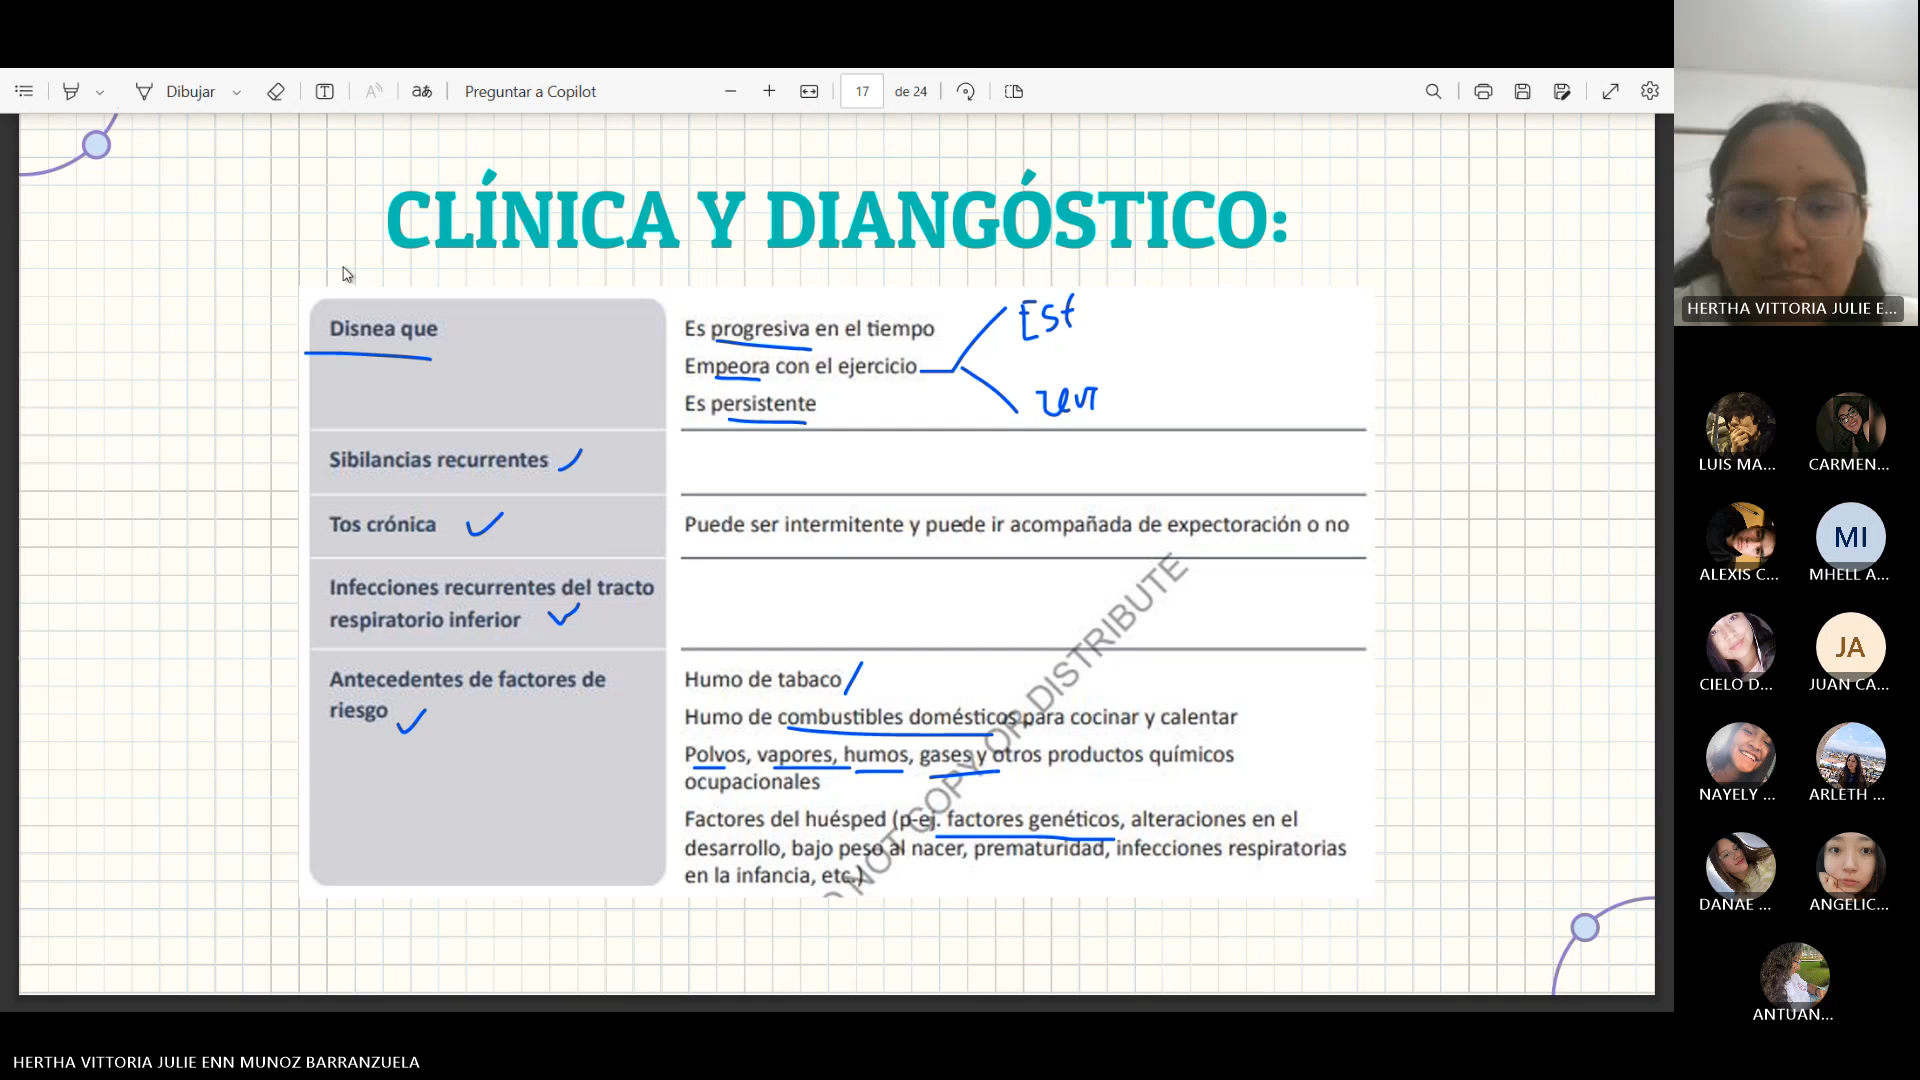 Dibujar
Preguntar a Copilot
17
de 24
CLÍNICA Y DIANGÓSTICO:
Disnea que
Es progresiva en el tiempo
Empeora con el ejercicio
Es persistente
Est
Sibilancias recurrentes
Tos crónica
Puede ser intermitente y puede ir acompañada de expectoración o no
Infecciones recurrentes del tracto
respiratorio inferior
Antecedentes de factores de
riesgo
Humo de tabaco
Humo de combustibles domésticos para cocinar y calentar
Polvos, vapores, humos, gases y otros productos químicos
ocupacionales
Factores del huésped (p-ej. factores genéticos, alteraciones en el
desarrollo, bajo peso al nacer, prematuridad, infecciones respiratorias
en la infancia, etc.)
NOT COPY OR DISTRIBUTE
HERTHA VITTORIA JULIE E...
LUIS MA...
CARMEN...
ALEXIS C...
MI
MHELL A...
CIELO D...
JA
JUAN CA...
NAYELY ...
ARLETH ...
DANAE ...
ANGELIC...
ANTUAN...
HERTHA VITTORIA JULIE ENN MUNOZ BARRANZUELA